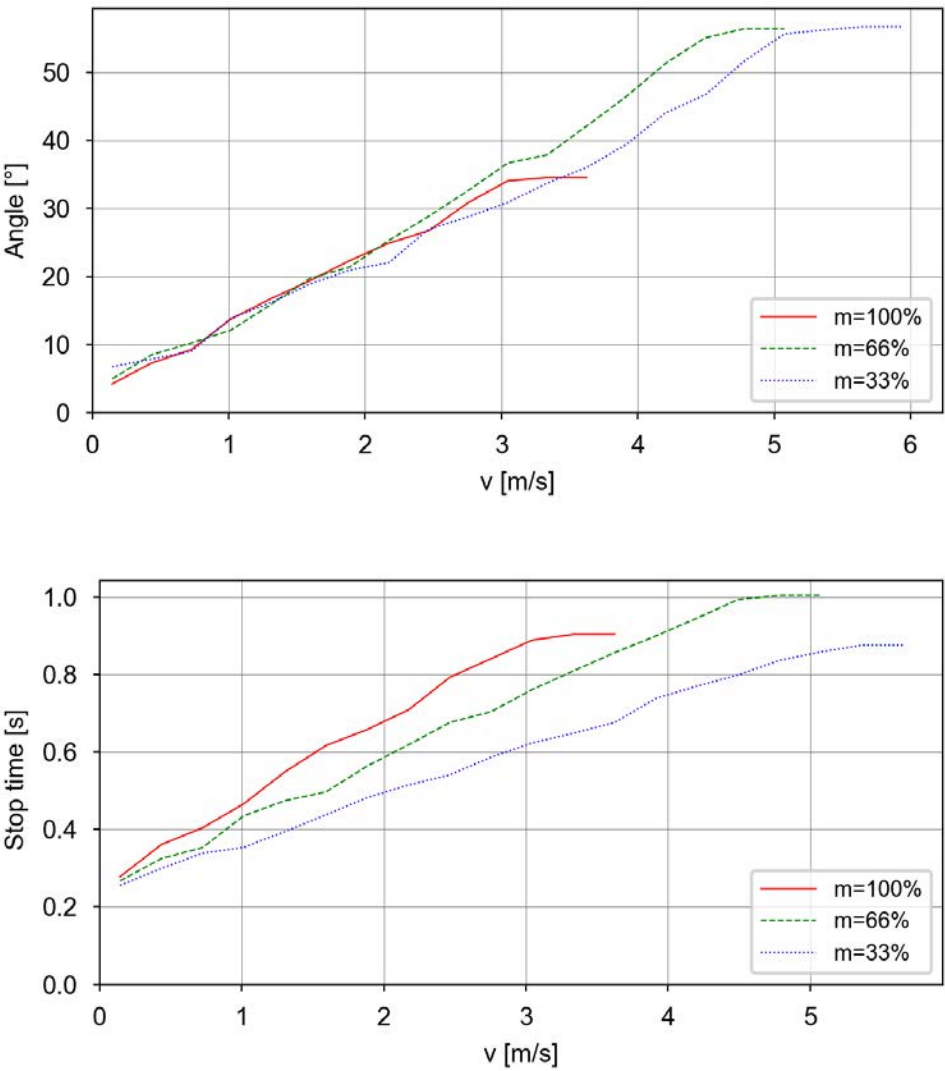 Angle [°]
50
40
30
20
10
0
0 1 2 3 4 5 6
v [m/s]
m=100%
m=66%
m=33%
Stop time [s]
1.0
0.8
0.6
0.4
0.2
0.0
0 1 2 3 4 5
v [m/s]
m=100%
m=66%
m=33%